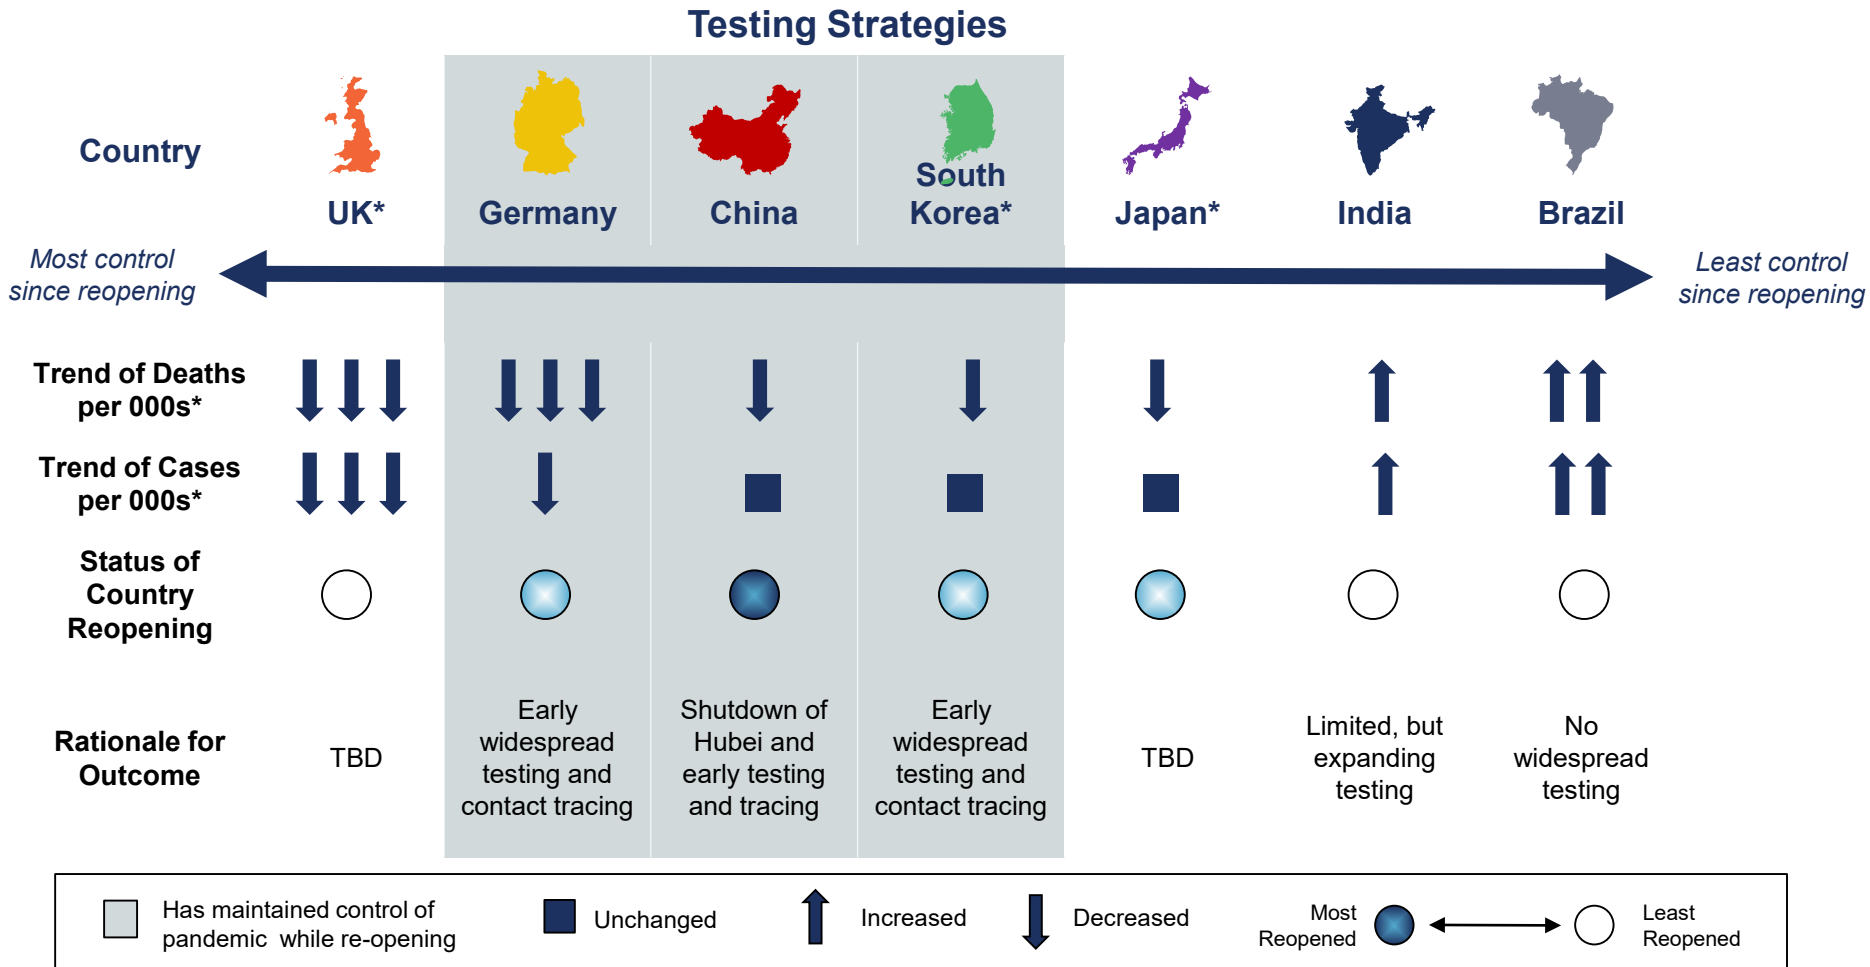 Testing Strategies
Country
UK*
Germany
China
South
Korea*
Japan*
India
Brazil
Most control
since reopening
Least control
since reopening
Trend of Deaths
per 000s*
Trend of Cases
per 000s*
Status of
Country
Reopening
Rationale for
Outcome
TBD
Early
widespread
testing and
contact tracing
Shutdown of
Hubei and
early testing
and tracing
Early
widespread
testing and
contact tracing
TBD
Limited, but
expanding
testing
No
widespread
testing
Has maintained control of
pandemic while re-opening
Unchanged
Increased
Decreased
Most
Reopened
Least
Reopened